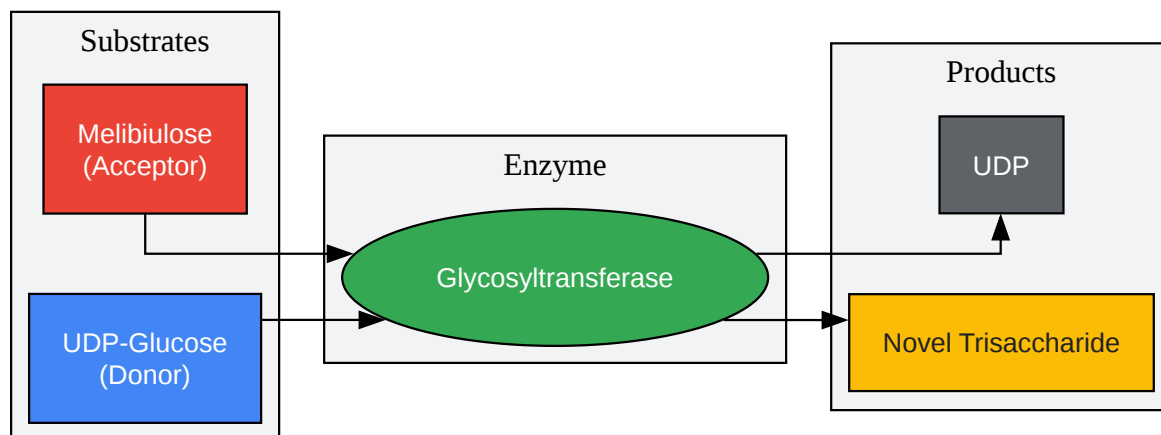 Substrates
Melibiulose
(Acceptor)
UDP-Glucose
(Donor)
Enzyme
Glycosyltransferase
Products
UDP
Novel Trisaccharide